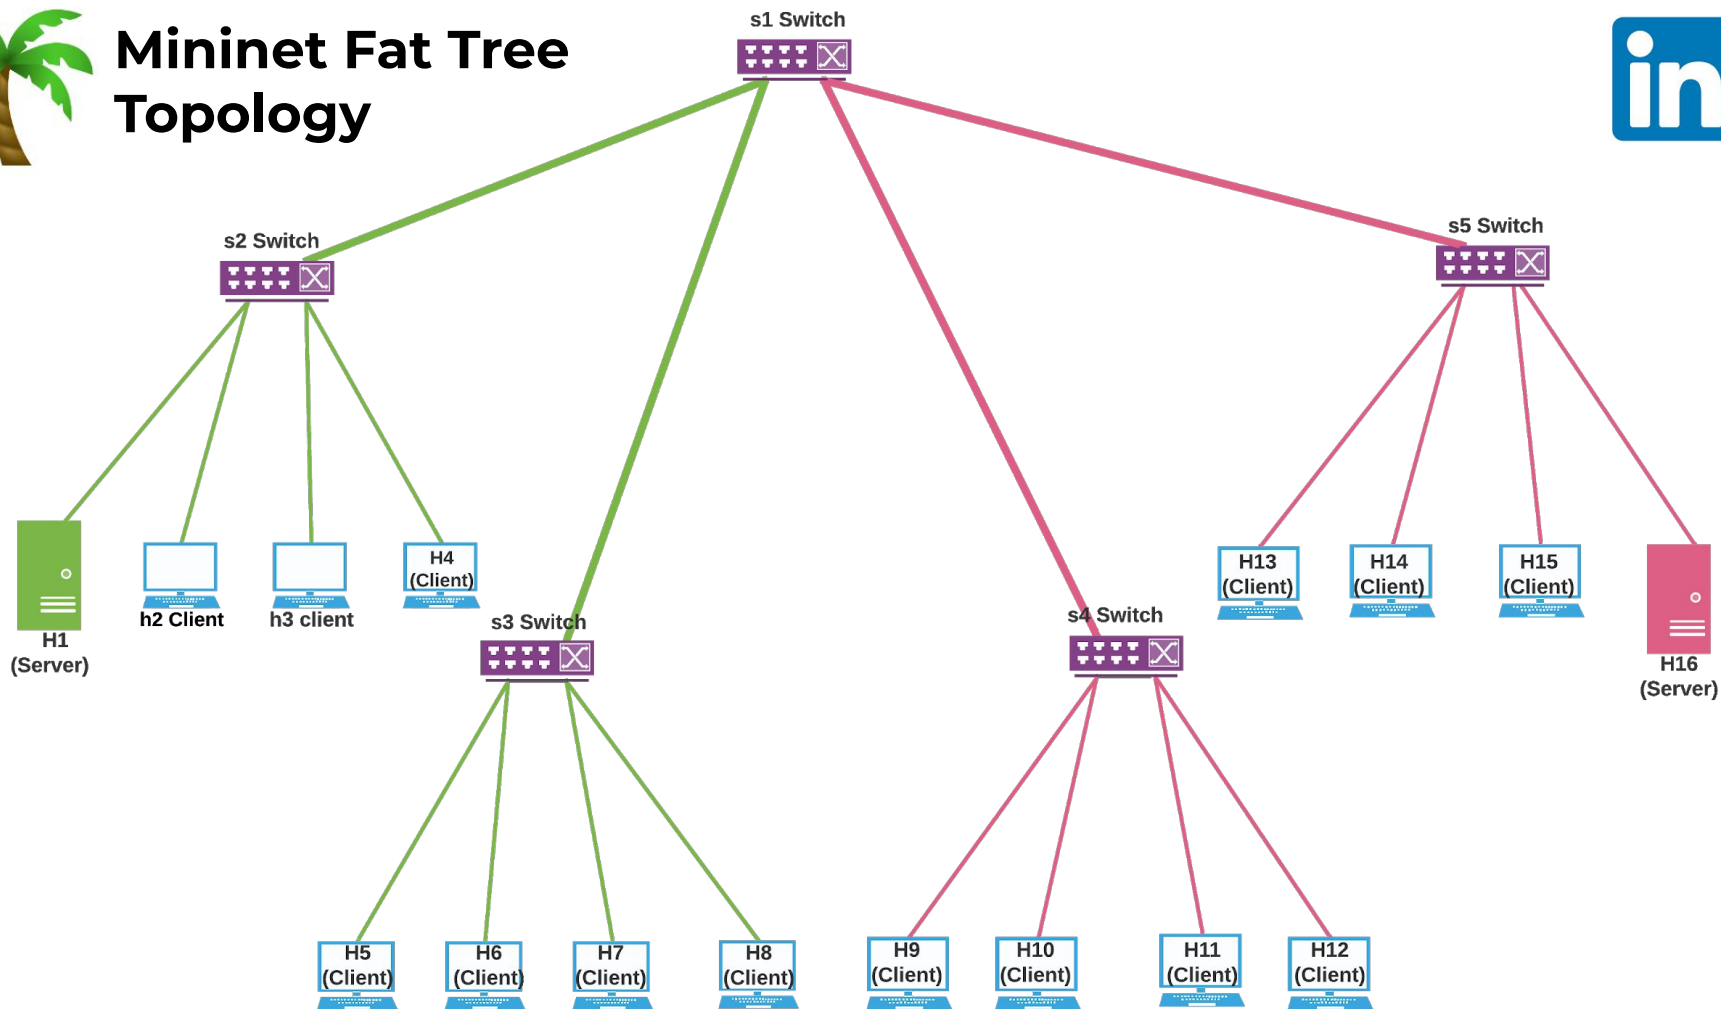 Mininet Fat Tree
Topology
s1 Switch
in
s2 Switch
s5 Switch
H1
(Server)
h2 Client
h3 client
H4
(Client)
s3 Switch
s4 Switch
H13
(Client)
H14
(Client)
H15
(Client)
H16
(Server)
H5
(Client)
H6
(Client)
H7
(Client)
H8
(Client)
H9
(Client)
H10
(Client)
H11
(Client)
H12
(Client)